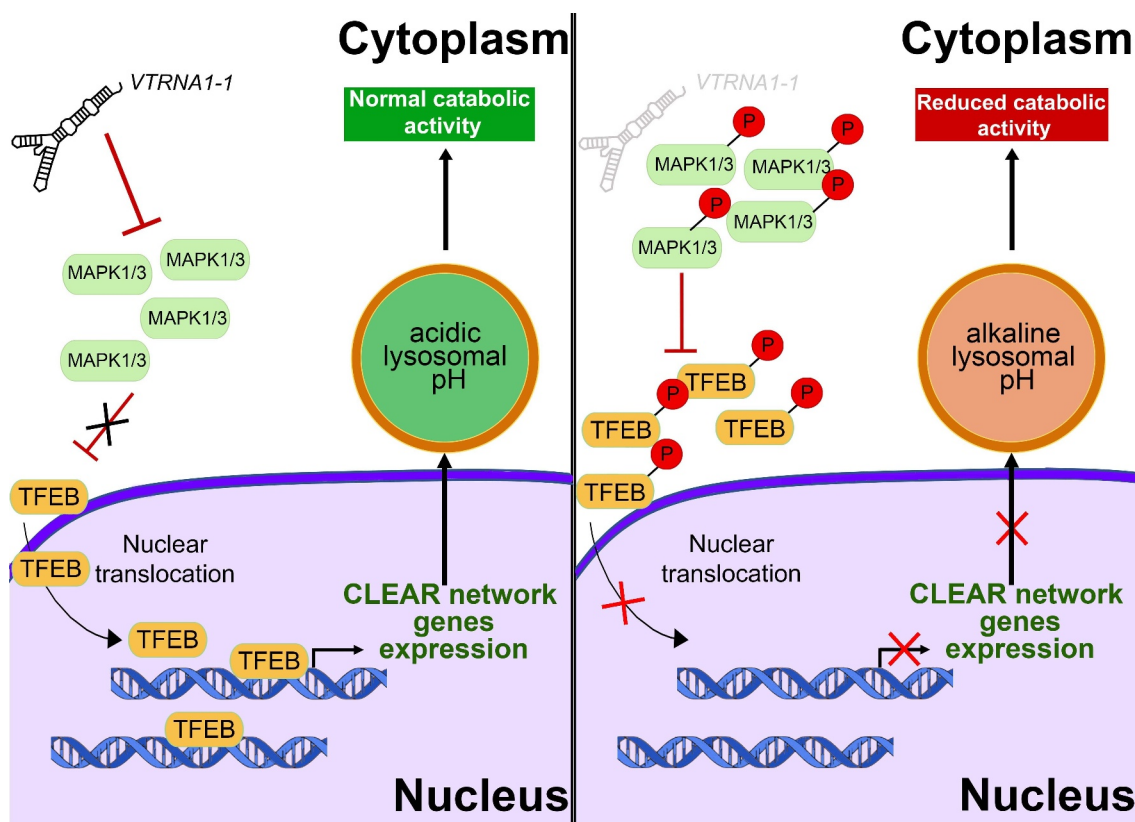 Cytoplasm
VTRNA1-1
Normal catabolic
activity
MAPK1/3
MAPK1/3
MAPK1/3
MAPK1/3
acidic
lysosomal
pH
TFEB
TFEB
Nuclear
translocation
CLEAR network
genes
expression
TFEB
TFEB
TFEB
Nucleus
Cytoplasm
VTRNA1-1
Reduced catabolic
activity
P
P
MAPK1/3
MAPK1/3
P
P
MAPK1/3
MAPK1/3
alkaline
lysosomal
pH
P
TFEB
P
P
TFEB
TFEB
P
TFEB
Nuclear
translocation
CLEAR network
genes
expression
Nucleus